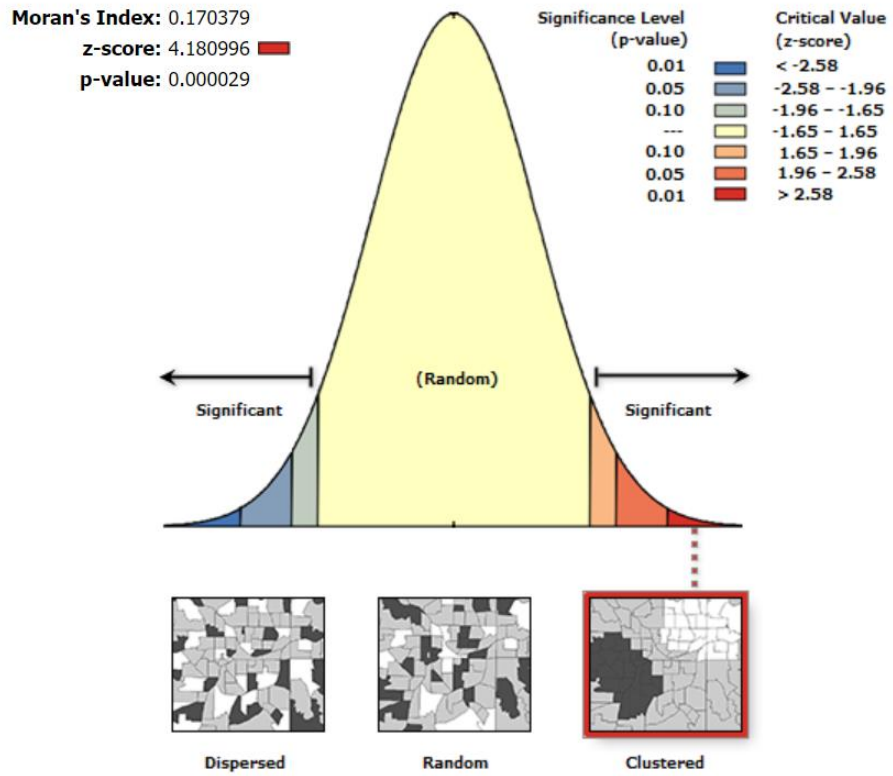 Moran's Index: 0.170379
z-score: 4.180996
p-value: 0.000029
Significance Level
(p-value)
Critical Value
(z-score)
0.01 < -2.58
0.05 -2.58 – -1.96
0.10 -1.96 – -1.65
--- -1.65 – 1.65
0.10 1.65 – 1.96
0.05 1.96 – 2.58
0.01 > 2.58
(Random)
Significant
Significant
Dispersed
Random
Clustered